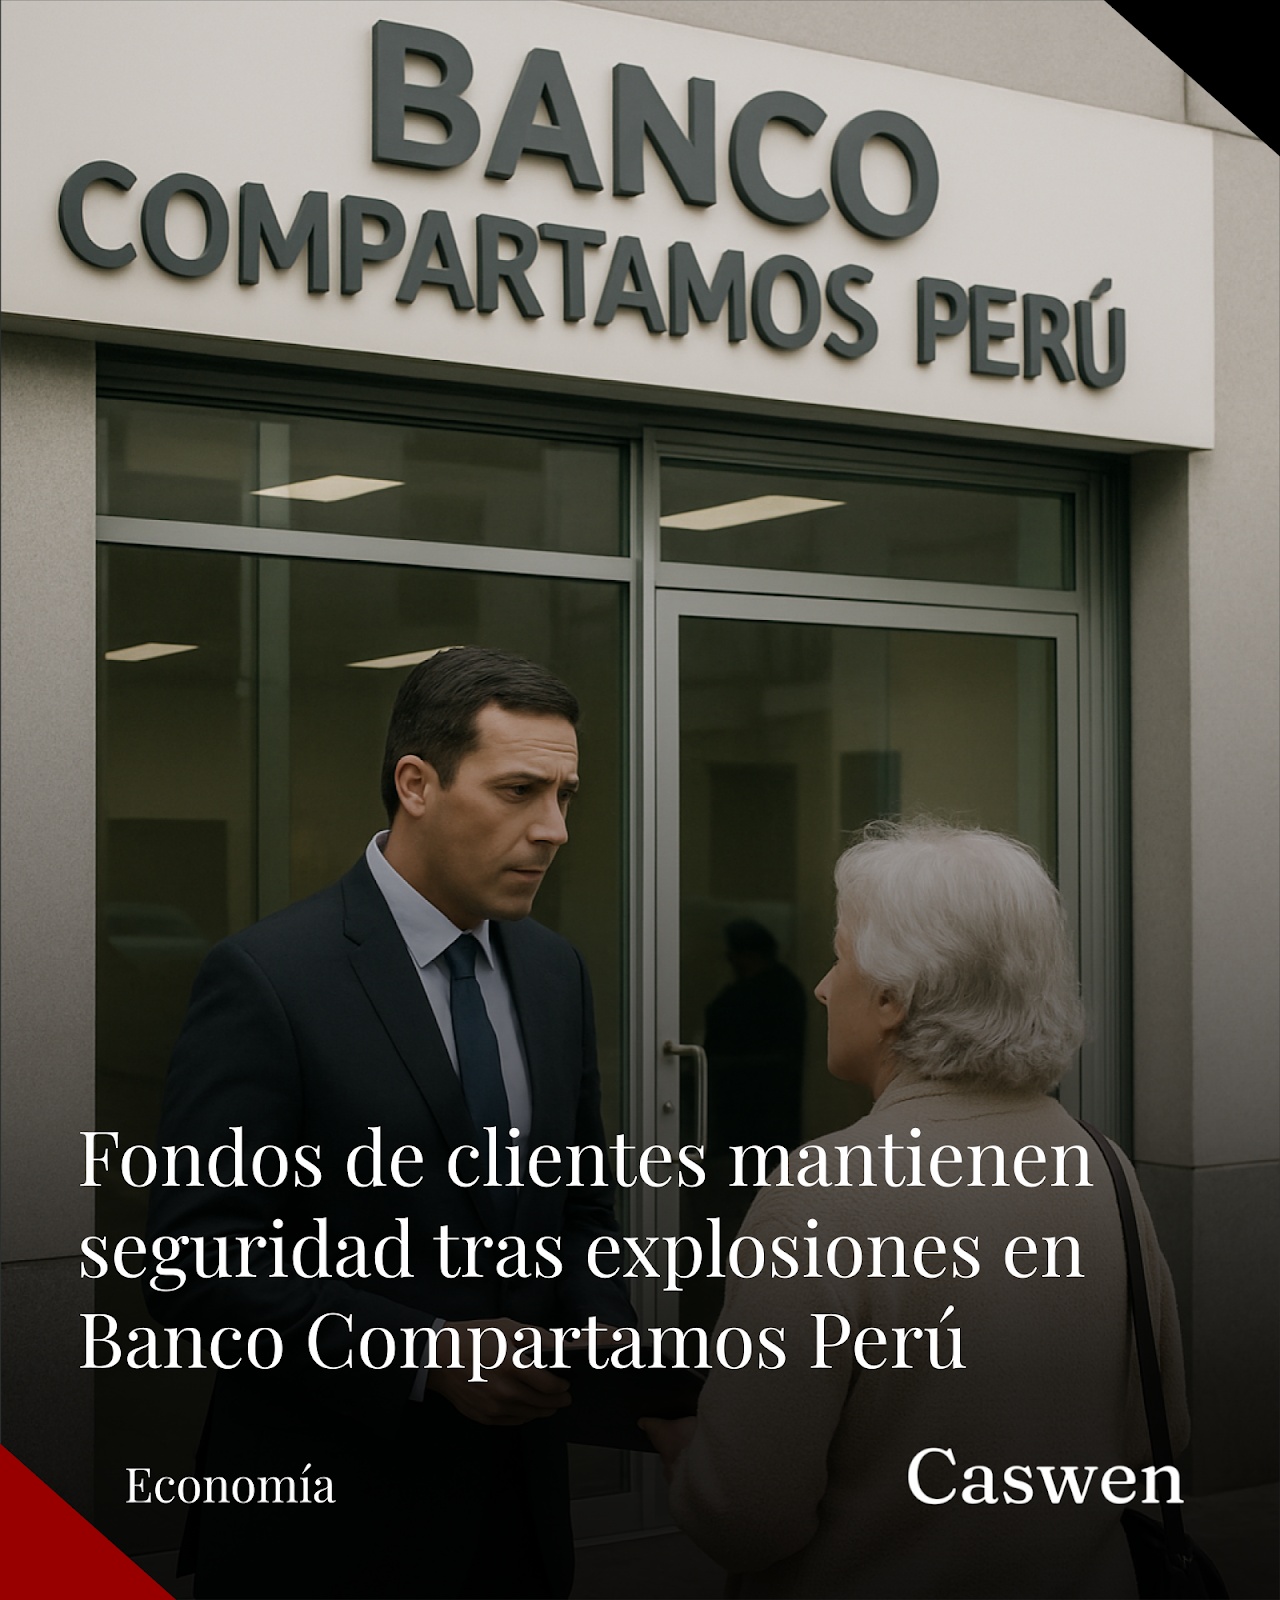 BANCO
COMPARTAMOS PERÚ
Fondos de clientes mantienen
seguridad tras explosiones en
Banco Compartamos Perú
Economía
Caswen